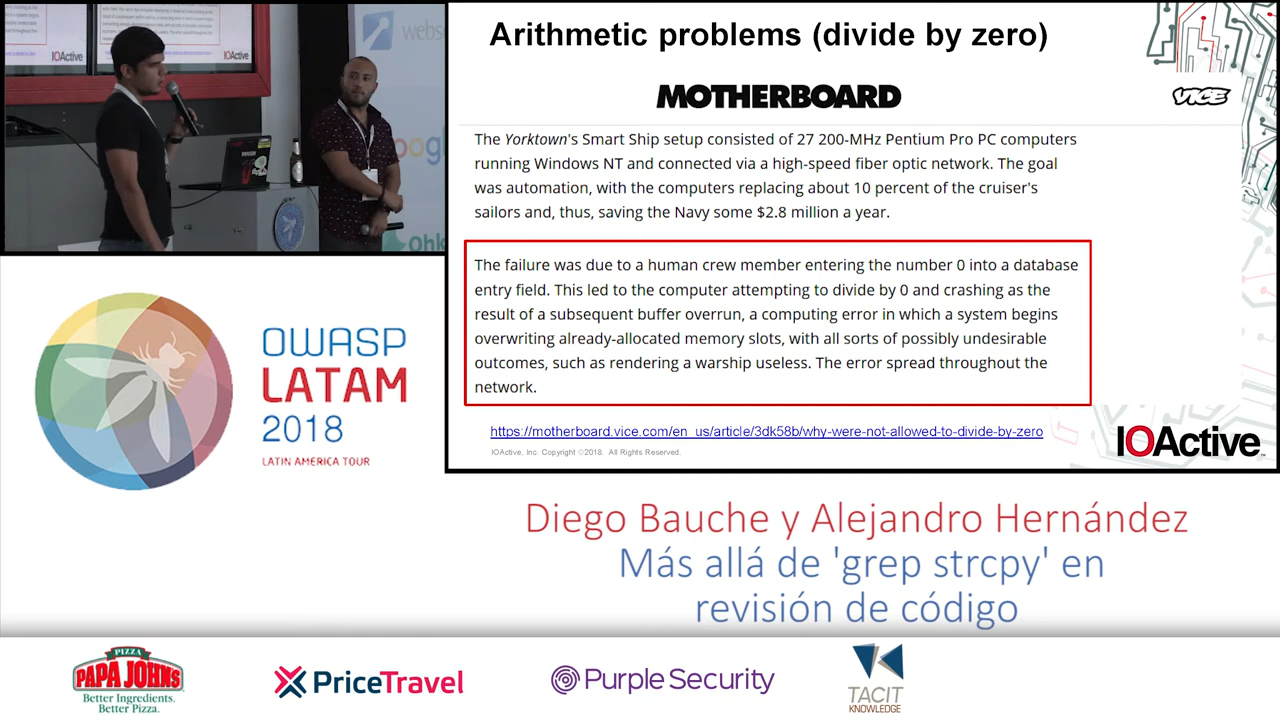 IOActive
webse
Google
Ohk
Arithmetic problems (divide by zero)
MOTHERBOARD
VICE
The Yorktown's Smart Ship setup consisted of 27 200-MHz Pentium Pro PC computers
running Windows NT and connected via a high-speed fiber optic network. The goal
was automation, with the computers replacing about 10 percent of the cruiser's
sailors and, thus, saving the Navy some $2.8 million a year.
The failure was due to a human crew member entering the number 0 into a database
entry field. This led to the computer attempting to divide by 0 and crashing as the
result of a subsequent buffer overrun, a computing error in which a system begins
overwriting already-allocated memory slots, with all sorts of possibly undesirable
outcomes, such as rendering a warship useless. The error spread throughout the
network.
https://motherboard.vice.com/en_us/article/3dk58b/why-were-not-allowed-to-divide-by-zero
IOActive, Inc. Copyright ©2018. All Rights Reserved.
IOActive
OWASP
LATAM
2018
LATIN AMERICA TOUR
Diego Bauche y Alejandro Hernández
Más allá de 'grep strcpy' en
revisión de código
PIZZA
PAPA JOHNS
Better Ingredients.
Better Pizza.
PriceTravel
Purple Security
TACIT
KNOWLEDGE